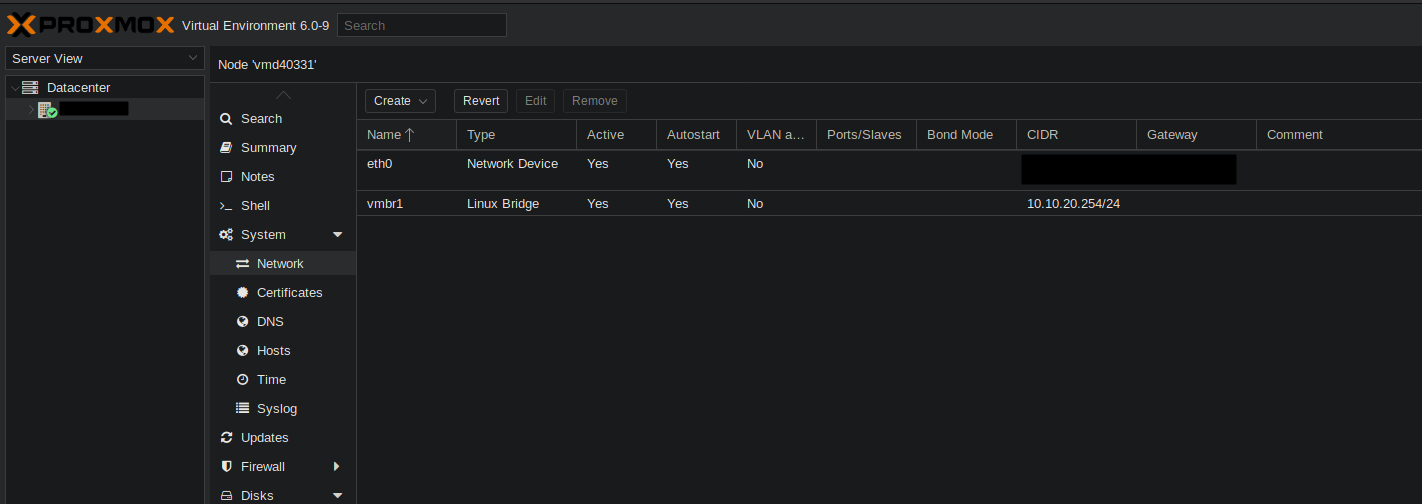 PROXMOX Virtual Environment 6.0-9 Search
Server View
Datacenter
Node 'vmd40331'
Search
Summary
Notes
Shell
System
Network
Certificates
DNS
Hosts
Time
Syslog
Updates
Firewall
Disks
Create Revert Edit Remove
Name Type Active Autostart VLAN a... Ports/Slaves Bond Mode CIDR Gateway Comment
eth0 Network Device Yes Yes No
vmbr1 Linux Bridge Yes Yes No 10.10.20.254/24